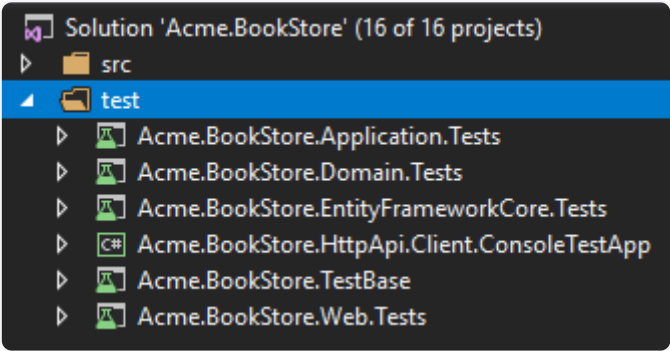 Solution 'Acme.BookStore' (16 of 16 projects)
src
test
Acme.BookStore.Application.Tests
Acme.BookStore.Domain.Tests
Acme.BookStore.EntityFrameworkCore.Tests
C# Acme.BookStore.HttpApi.Client.ConsoleTestApp
Acme.BookStore.TestBase
Acme.BookStore.Web.Tests